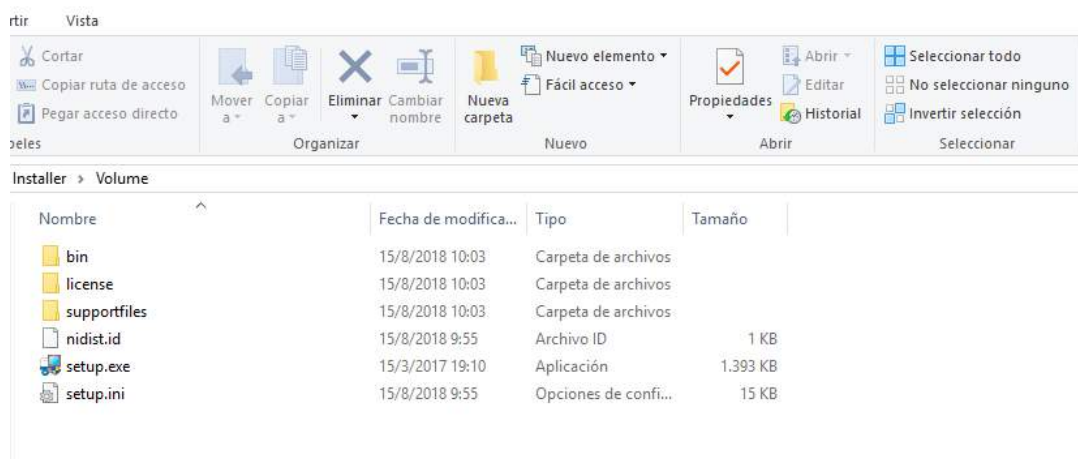 rtir Vista
Cortar
Copiar ruta de acceso
Pegar acceso directo
Mover a
Copiar a
Eliminar
Cambiar nombre
Organizar
Nueva carpeta
Nuevo elemento
Fácil acceso
Nuevo
Propiedades
Abrir
Editar
Historial
Abrir
Seleccionar todo
No seleccionar ninguno
Invertir selección
Seleccionar
Installer > Volume
Nombre Fecha de modifica... Tipo Tamaño
bin 15/8/2018 10:03 Carpeta de archivos
license 15/8/2018 10:03 Carpeta de archivos
supportfiles 15/8/2018 10:03 Carpeta de archivos
nidist.id 15/8/2018 9:55 Archivo ID 1 KB
setup.exe 15/3/2017 19:10 Aplicación 1.393 KB
setup.ini 15/8/2018 9:55 Opciones de confi... 15 KB